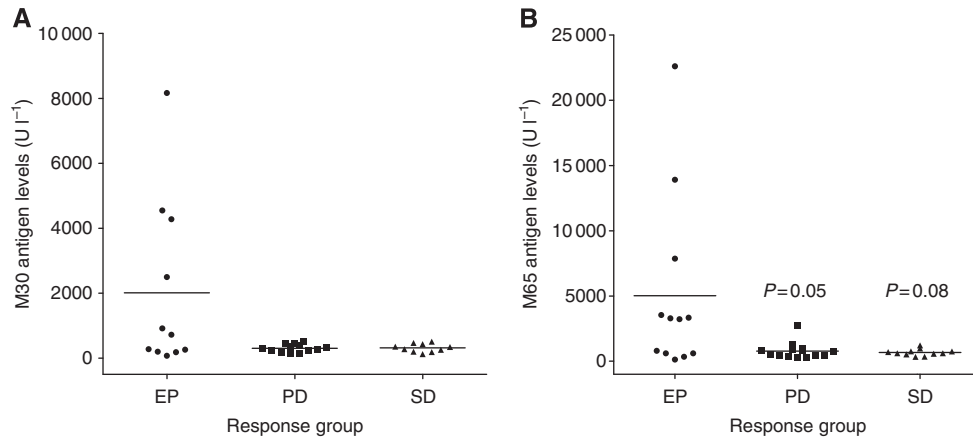 A
10 000
8000
6000
4000
2000
0
M30 antigen levels (U l⁻¹)
EP PD SD
Response group
B
25 000
20 000
15 000
10 000
5000
0
M65 antigen levels (U l⁻¹)
P=0.05 P=0.08
EP PD SD
Response group